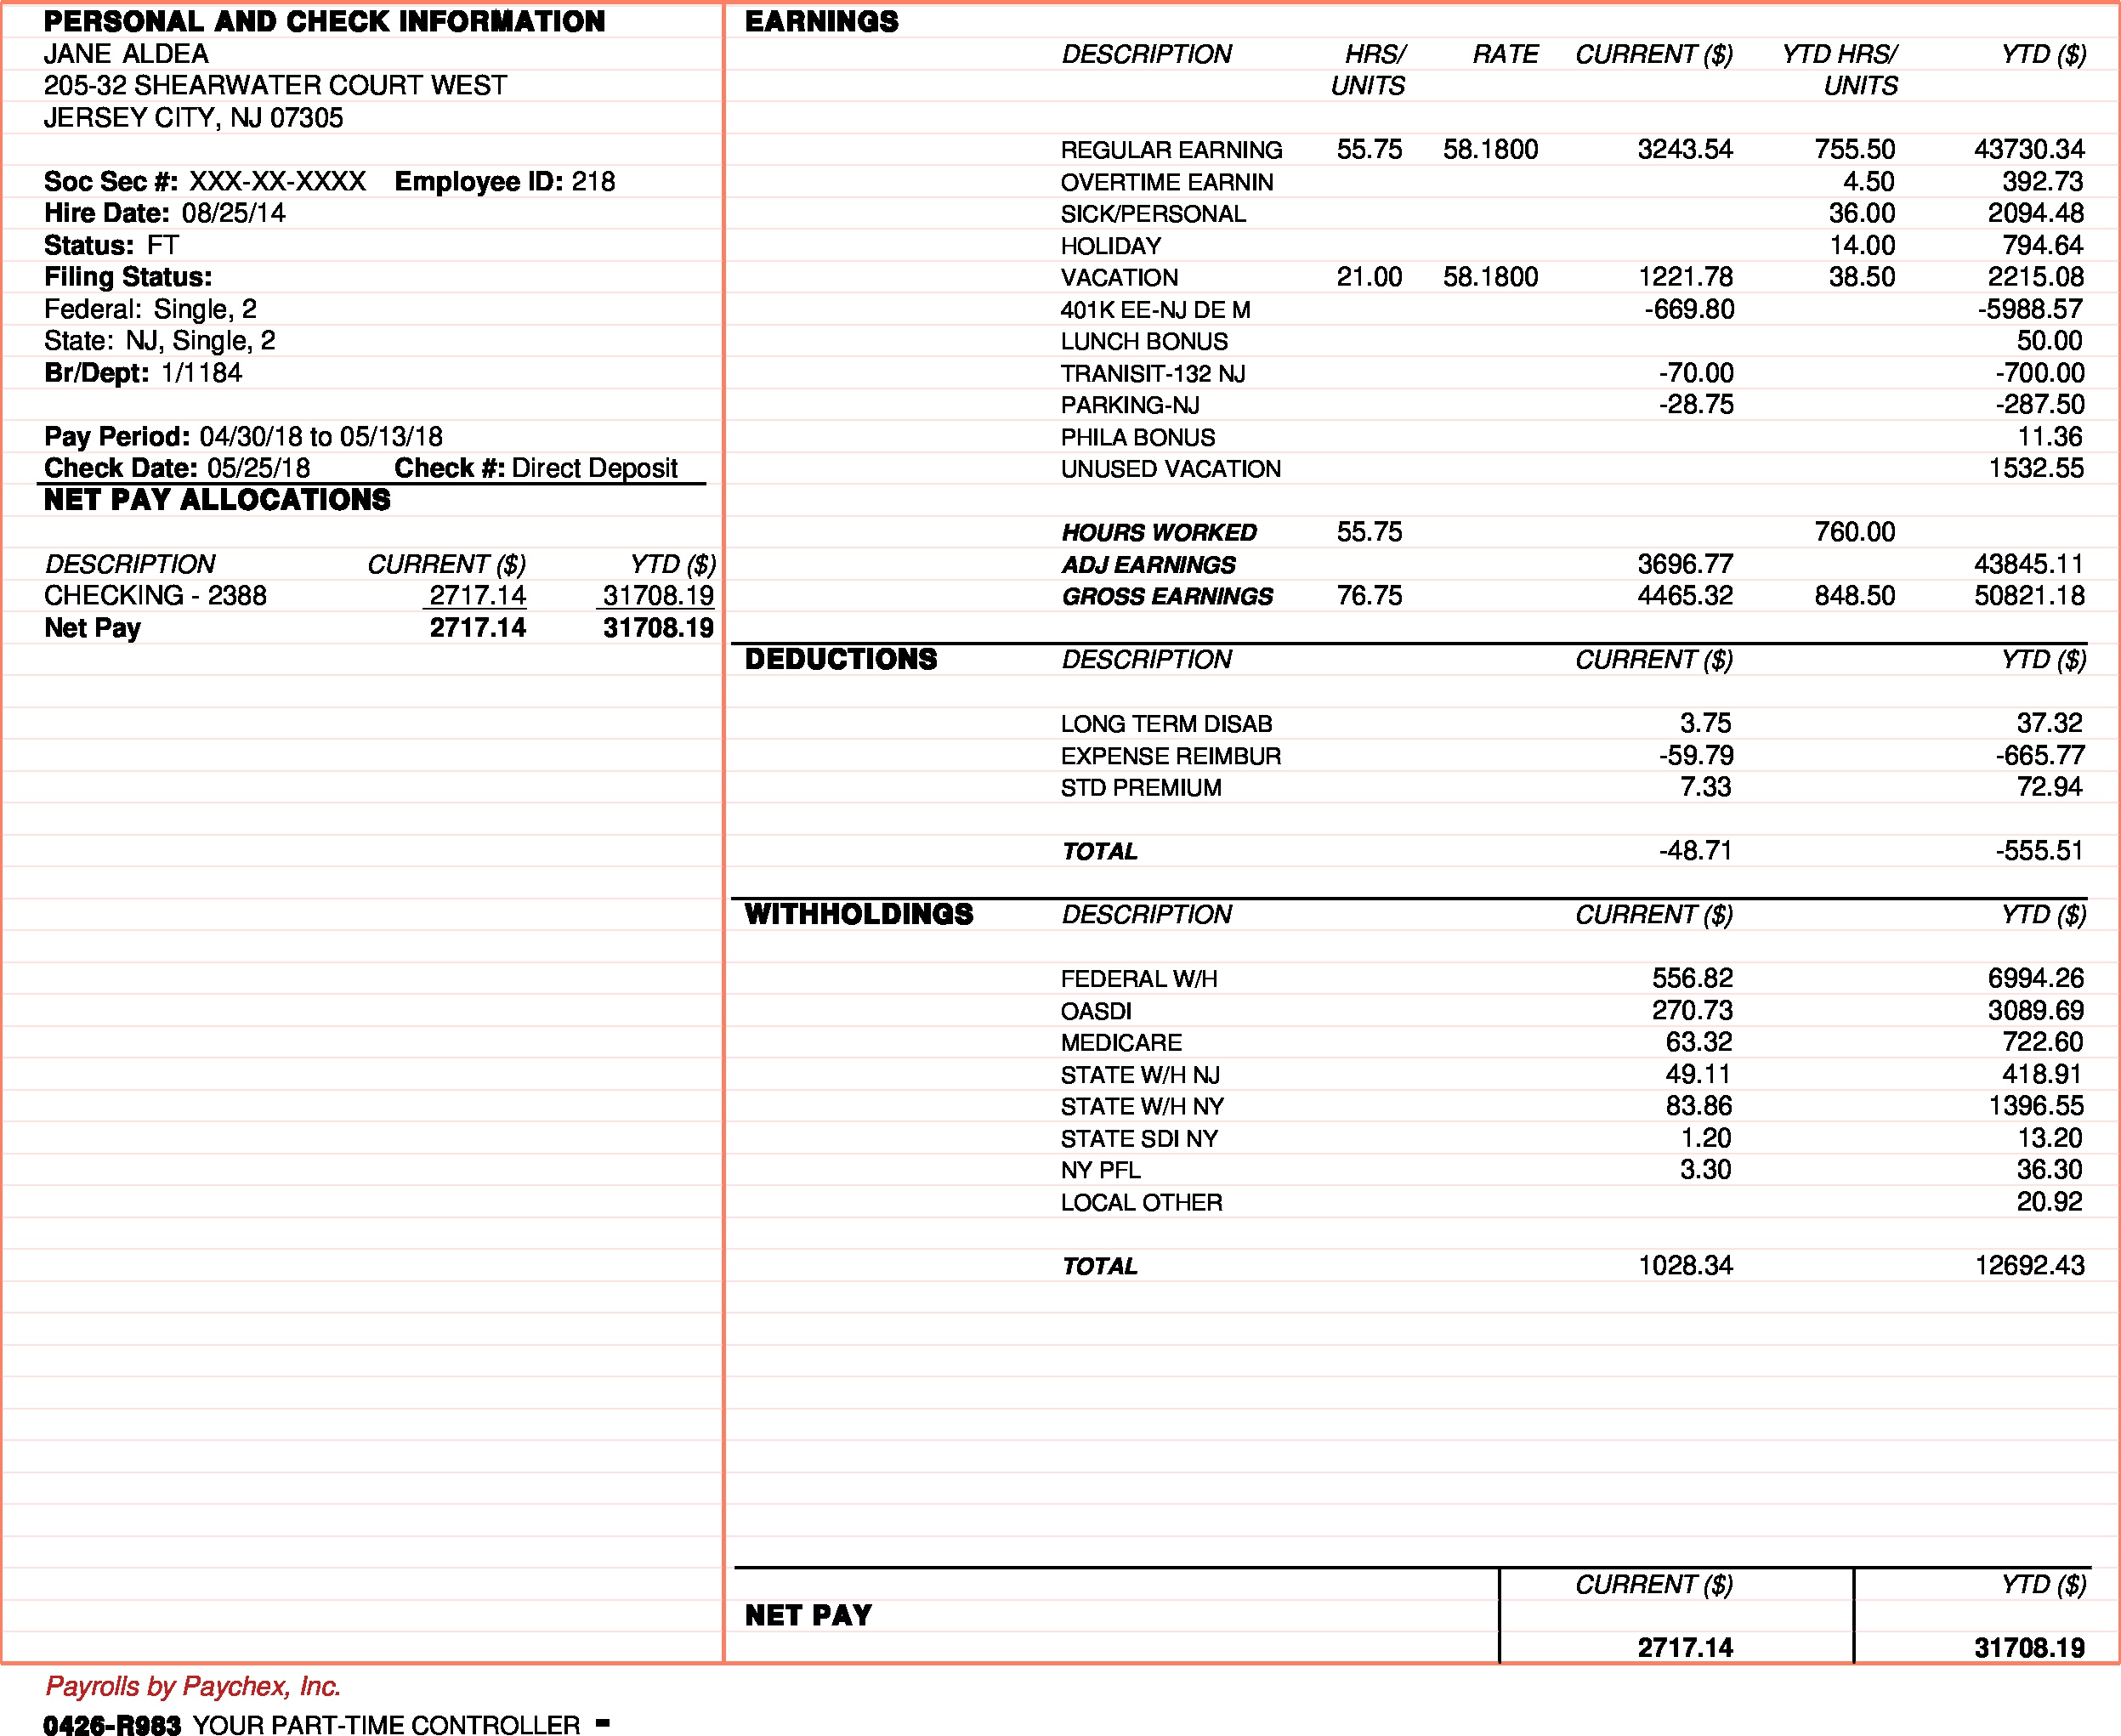 PERSONAL AND CHECK INFORMATION
JANE ALDEA
205-32 SHEARWATER COURT WEST
JERSEY CITY, NJ 07305
Soc Sec #: XXX-XX-XXXX Employee ID: 218
Hire Date: 08/25/14
Status: FT
Filing Status:
Federal: Single, 2
State: NJ, Single, 2
Br/Dept: 1/1184
Pay Period: 04/30/18 to 05/13/18
Check Date: 05/25/18 Check #: Direct Deposit
NET PAY ALLOCATIONS
DESCRIPTION CURRENT ($) YTD ($)
CHECKING - 2388 2717.14 31708.19
Net Pay 2717.14 31708.19
EARNINGS
DESCRIPTION HRS/ RATE CURRENT ($) YTD HRS/ YTD ($)
UNITS UNITS
REGULAR EARNING 55.75 58.1800 3243.54 755.50 43730.34
OVERTIME EARNIN 4.50 392.73
SICK/PERSONAL 36.00 2094.48
HOLIDAY 14.00 794.64
VACATION 21.00 58.1800 1221.78 38.50 2215.08
401K EE-NJ DE M -669.80 -5988.57
LUNCH BONUS 50.00
TRANISIT-132 NJ -70.00 -700.00
PARKING-NJ -28.75 -287.50
PHILA BONUS 11.36
UNUSED VACATION 1532.55
HOURS WORKED 55.75 760.00
ADJ EARNINGS 3696.77 43845.11
GROSS EARNINGS 76.75 4465.32 848.50 50821.18
DEDUCTIONS DESCRIPTION CURRENT ($) YTD ($)
LONG TERM DISAB 3.75 37.32
EXPENSE REIMBUR -59.79 -665.77
STD PREMIUM 7.33 72.94
TOTAL -48.71 -555.51
WITHHOLDINGS DESCRIPTION CURRENT ($) YTD ($)
FEDERAL W/H 556.82 6994.26
OASDI 270.73 3089.69
MEDICARE 63.32 722.60
STATE W/H NJ 49.11 418.91
STATE W/H NY 83.86 1396.55
STATE SDI NY 1.20 13.20
NY PFL 3.30 36.30
LOCAL OTHER 20.92
TOTAL 1028.34 12692.43
CURRENT ($) YTD ($)
NET PAY
2717.14 31708.19
Payrolls by Paychex, Inc.
0426-R983 YOUR PART-TIME CONTROLLER -